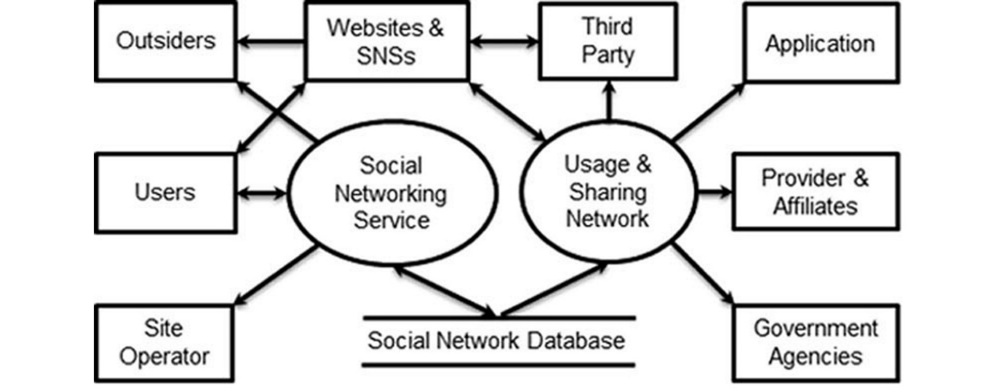 Outsiders
Websites &
SNSs
Third
Party
Application
Users
Social
Networking
Service
Usage &
Sharing
Network
Provider &
Affiliates
Site
Operator
Social Network Database
Government
Agencies